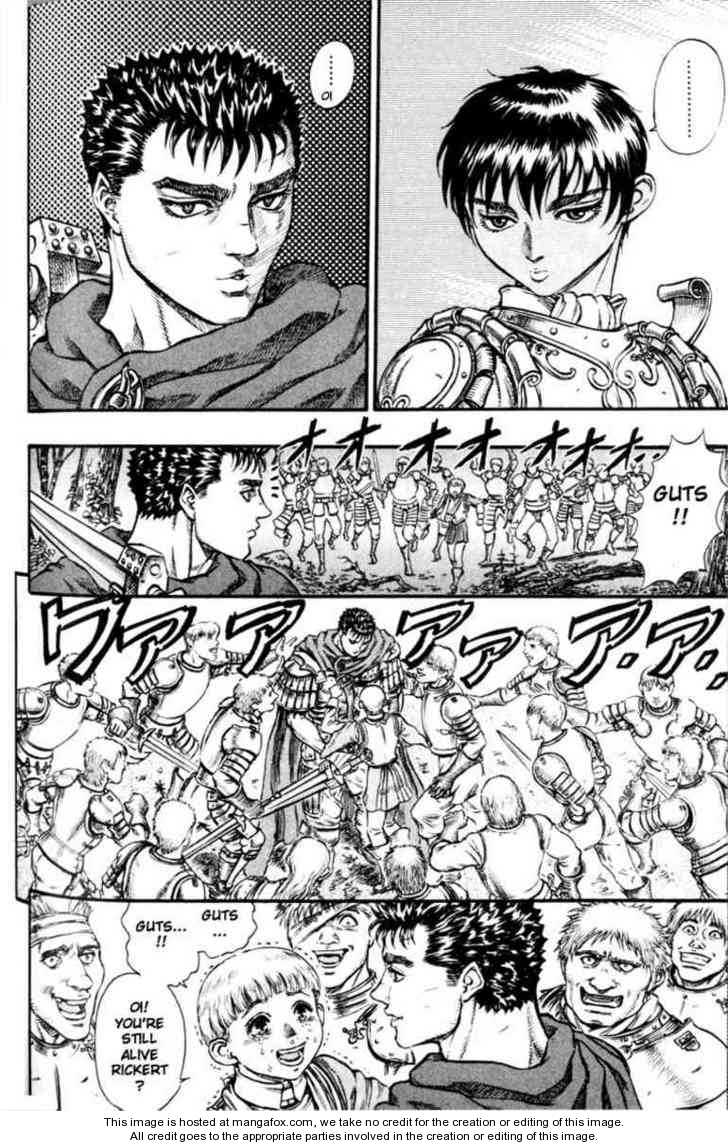 ………
………
OI
GUTS
!!
オオオオオオオ‥
ワァアアァア.ア.
GUTS
...
GUTS...
!!
OI!
YOU'RE
STILL
ALIVE
RICKERT
?
This image is hosted at mangafox.com, we take no credit for the creation or editing of this image.
All credit goes to the appropriate parties involved in the creation or editing of this image.